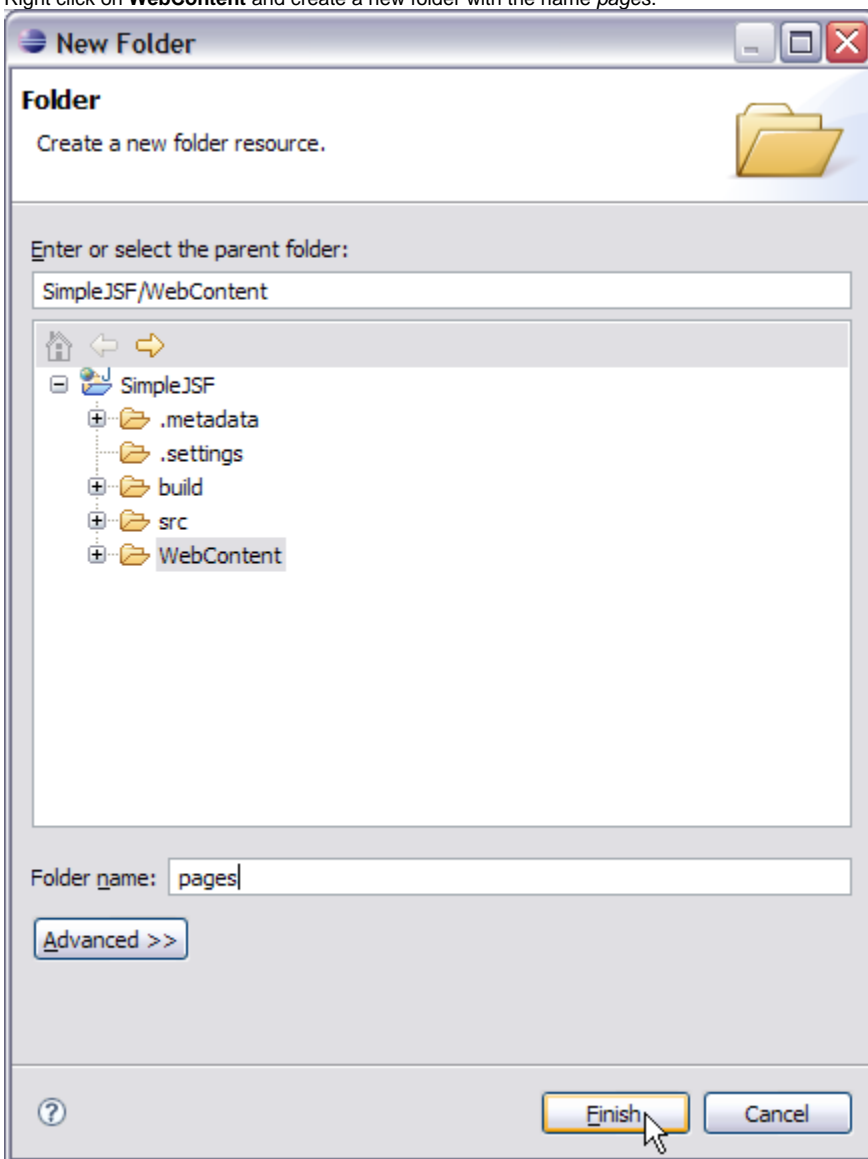 Right click on WebContent and create a new folder with the name pages.
New Folder
Folder
Create a new folder resource.
Enter or select the parent folder:
SimpleJSF/WebContent
SimpleJSF
.metadata
.settings
build
src
WebContent
Folder name: pages
Advanced >>
Finish Cancel